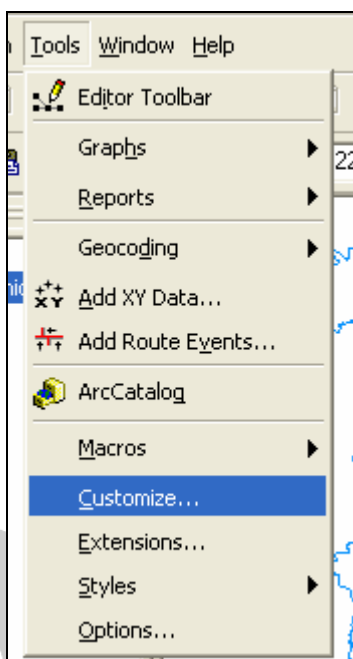 Tools Window Help
Editor Toolbar
Graphs
22
Reports
Geocoding
Add XY Data...
Add Route Events...
ArcCatalog
Macros
Customize...
Extensions...
Styles
Options...